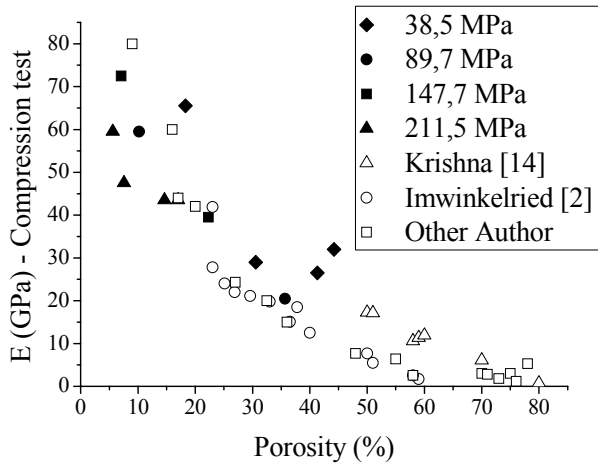 38,5 MPa
89,7 MPa
147,7 MPa
211,5 MPa
Krishna [14]
Imwinkelried [2]
Other Author
E (GPa) - Compression test
80
70
60
50
40
30
20
10
0
0 10 20 30 40 50 60 70 80
Porosity (%)